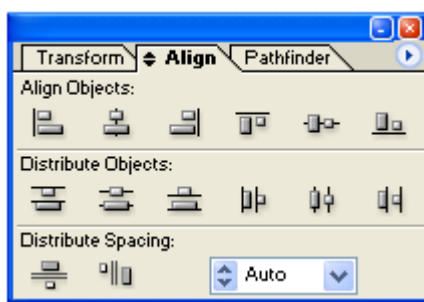 Transform Align Pathfinder
Align Objects:
Distribute Objects:
Distribute Spacing:
Auto